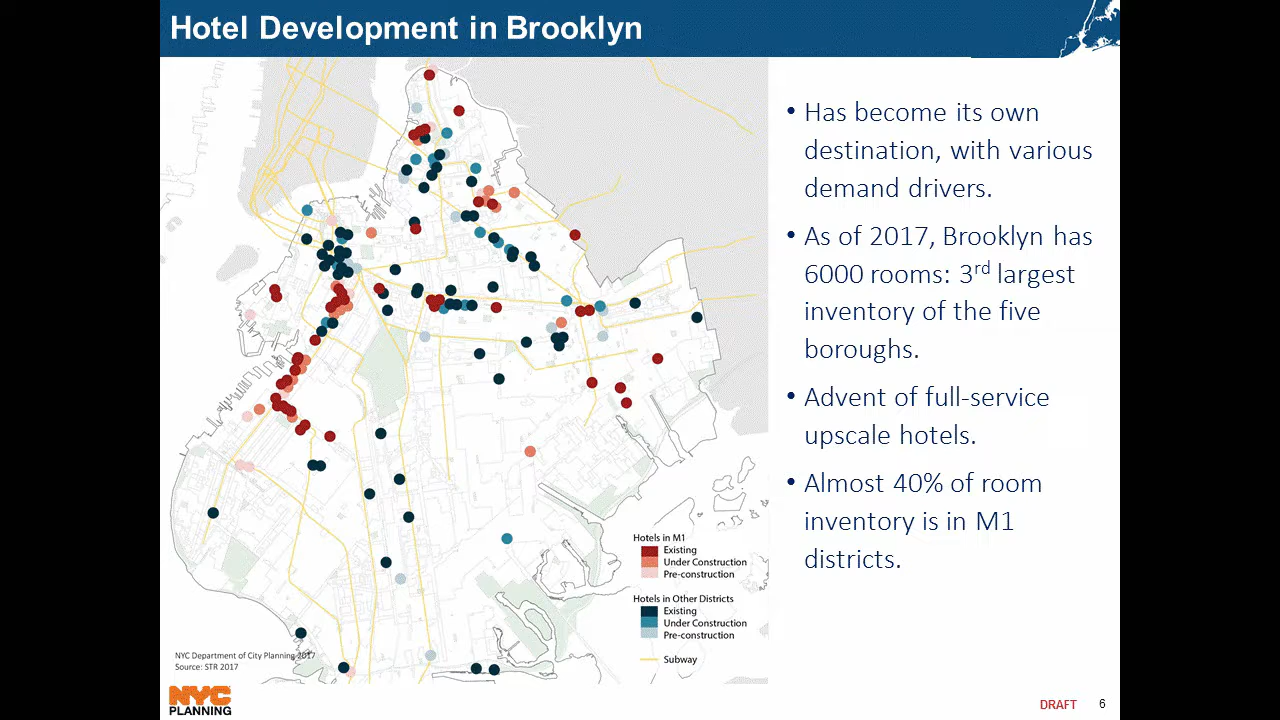 Hotel Development in Brooklyn
• Has become its own
destination, with various
demand drivers.
• As of 2017, Brooklyn has
6000 rooms: 3rd largest
inventory of the five
boroughs.
• Advent of full-service
upscale hotels.
• Almost 40% of room
inventory is in M1
districts.
Hotels in M1
Existing
Under Construction
Pre-construction
Hotels in Other Districts
Existing
Under Construction
Pre-construction
Subway
NYC Department of City Planning 2017
Source: STR 2017
NYC
PLANNING
DRAFT 6